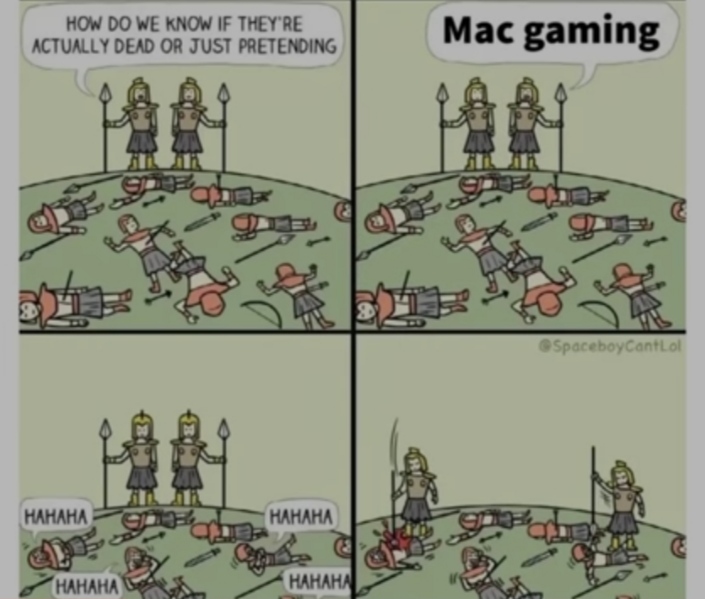 HOW DO WE KNOW IF THEY'RE
ACTUALLY DEAD OR JUST PRETENDING
Mac gaming
@SpaceboyCantLol
HAHAHA
HAHAHA
HAHAHA
HAHAHA